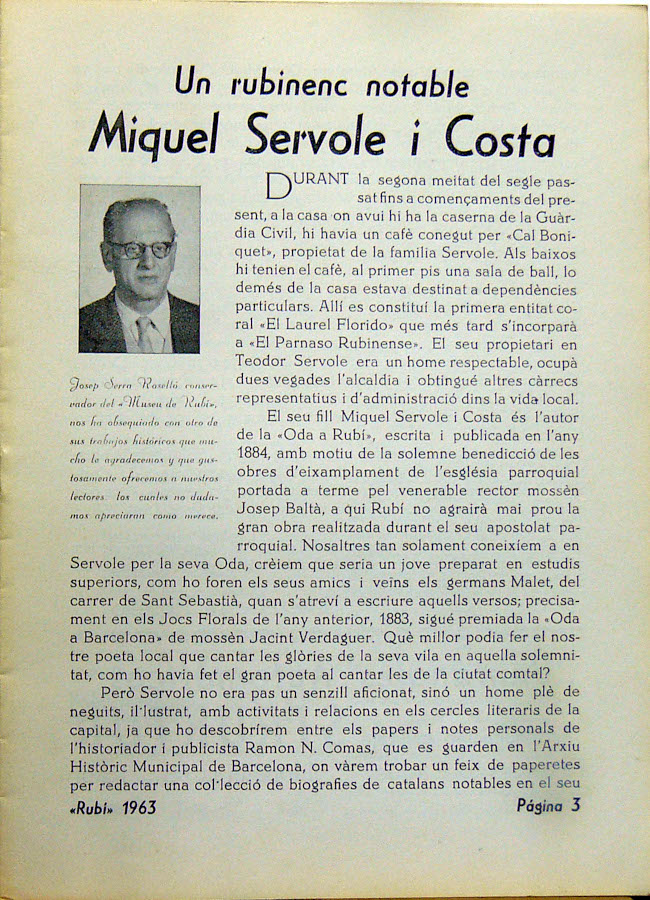 Un rubinenc notable
Miquel Servole i Costa
DURANT la segona meitat del segle pas-
sat fins a començaments del pre-
sent, a la casa on avui hi ha la caserna de la Guàr-
dia Civil, hi havia un cafè conegut per «Cal Boni-
quet», propietat de la familia Servole. Als baixos
hi tenien el cafè, al primer pis una sala de ball, lo
demés de la casa estava destinat a dependències
particulars. Allí es constituí la primera entitat co-
ral «El Laurel Florido» que més tard s'incorparà
a «El Parnaso Rubinense». El seu propietari en
Teodor Servole era un home respectable, ocupà
dues vegades l'alcaldia i obtingué altres càrrecs
representatius i d'administració dins la vida local.
El seu fill Miquel Servole i Costa és l'autor
de la «Oda a Rubí», escrita i publicada en l'any
1884, amb motiu de la solemne benedicció de les
obres d'eixamplament de l'església parroquial
portada a terme pel venerable rector mossèn
Josep Baltà, a qui Rubí no agrairà mai prou la
gran obra realitzada durant el seu apostolat pa-
rroquial. Nosaltres tan solament coneixíem a en
Servole per la seva Oda, crèiem que seria un jove preparat en estudis
superiors, com ho foren els seus amics i veïns els germans Malet, del
carrer de Sant Sebastià, quan s'atreví a escriure aquells versos; precisa-
ment en els Jocs Florals de l'any anterior, 1883, sigué premiada la «Oda
a Barcelona» de mossèn Jacint Verdaguer. Què millor podia fer el nos-
tre poeta local que cantar les glòries de la seva vila en aquella solemni-
tat, com ho havia fet el gran poeta al cantar les de la ciutat comtal?
Però Servole no era pas un senzill aficionat, sinó un home plè de
neguits, il·lustrat, amb activitats i relacions en els cercles literaris de la
capital, ja que ho descobrírem entre els papers i notes personals de
l'historiador i publicista Ramon N. Comas, que es guarden en l'Arxiu
Històric Municipal de Barcelona, on vàrem trobar un feix de paperetes
per redactar una col·lecció de biografies de catalans notables en el seu
Josep Serra Roselló conser-
vador del «Museu de Rubí»,
nos ha obsequiado con otro de
sus trabajos históricos que mu-
cho le agradecemos y que gus-
tosamente ofrecemos a nuestros
lectores, los cuales no duda-
mos apreciaran como merece.
«Rubí» 1963
Página 3